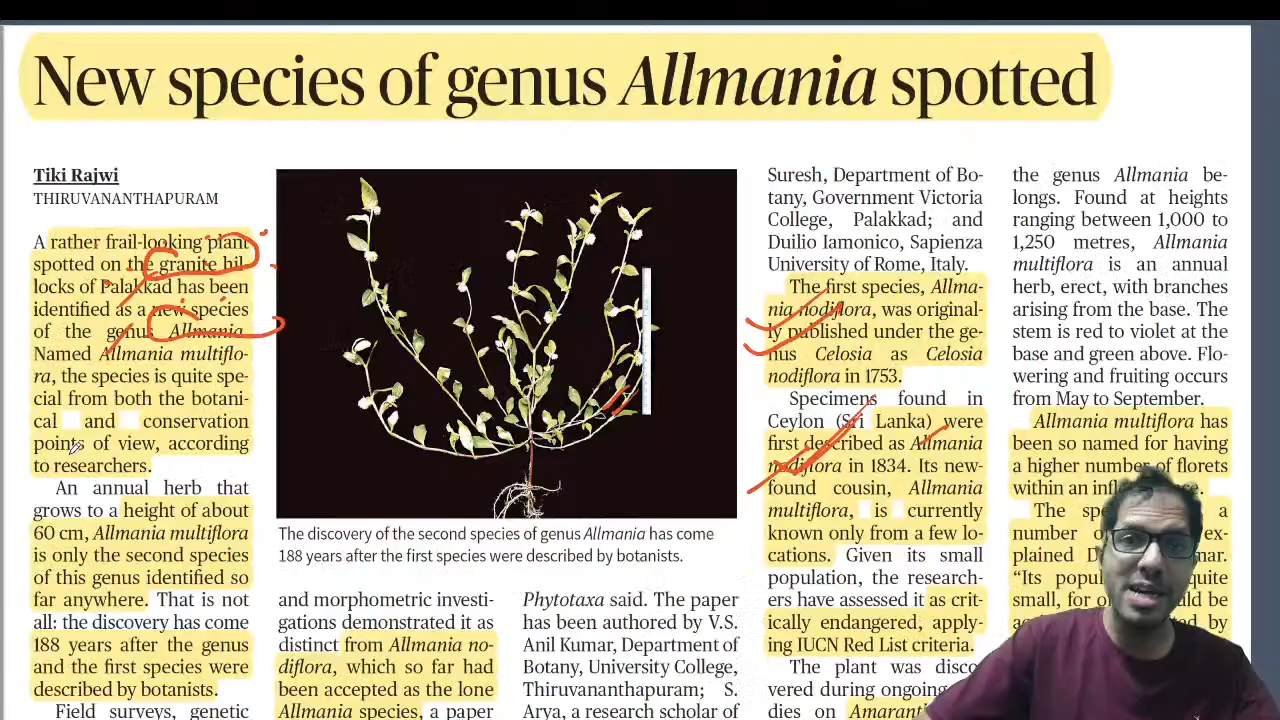 New species of genus Allmania spotted
Tiki Rajwi
THIRUVANANTHAPURAM
A rather frail-looking plant
spotted on the granite hil-
locks of Palakkad has been
identified as a new species
of the genus Allmania.
Named Allmania multiflo-
ra, the species is quite spe-
cial from both the botani-
cal and conservation
points of view, according
to researchers.
An annual herb that
grows to a height of about
60 cm, Allmania multiflora
is only the second species
of this genus identified so
far anywhere. That is not
all: the discovery has come
188 years after the genus
and the first species were
described by botanists.
Field surveys, genetic
The discovery of the second species of genus Allmania has come
188 years after the first species were described by botanists.
and morphometric investi-
gations demonstrated it as
distinct from Allmania no-
diflora, which so far had
been accepted as the lone
Allmania species, a paper
Phytotaxa said. The paper
has been authored by V.S.
Anil Kumar, Department of
Botany, University College,
Thiruvananthapuram; S.
Arya, a research scholar of
Suresh, Department of Bo-
tany, Government Victoria
College, Palakkad; and
Duilio Iamonico, Sapienza
University of Rome, Italy.
The first species, Allma-
nia nodiflora, was original-
ly published under the ge-
nus Celosia as Celosia
nodiflora in 1753.
Specimens found in
Ceylon (Sri Lanka) were
first described as Allmania
nodiflora in 1834. Its new-
found cousin, Allmania
multiflora, is currently
known only from a few lo-
cations. Given its small
population, the research-
ers have assessed it as crit-
ically endangered, apply-
ing IUCN Red List criteria.
The plant was disco
vered during ongoing
dies on Amarant
the genus Allmania be-
longs. Found at heights
ranging between 1,000 to
1,250 metres, Allmania
multiflora is an annual
herb, erect, with branches
arising from the base. The
stem is red to violet at the
base and green above. Flo-
wering and fruiting occurs
from May to September.
Allmania multiflora has
been so named for having
a higher number of florets
within an
The a
number ex-
plained
"Its quite
small, for be
by